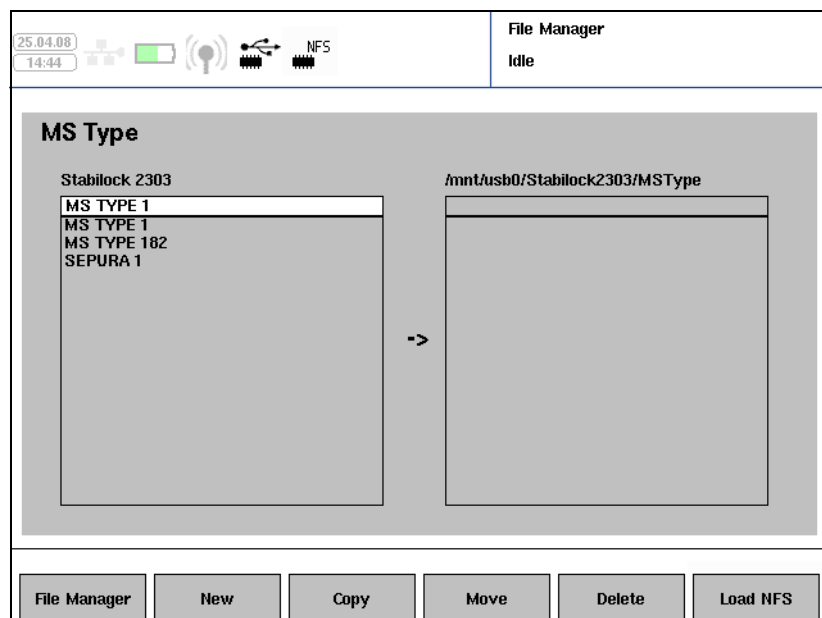 25.04.08
14:44
NFS
File Manager
Idle
MS Type
Stabilock 2303
MS TYPE 1
MS TYPE 1
MS TYPE 182
SEPURA 1
->
/mnt/usb0/Stabilock2303/MSType
File Manager
New
Copy
Move
Delete
Load NFS